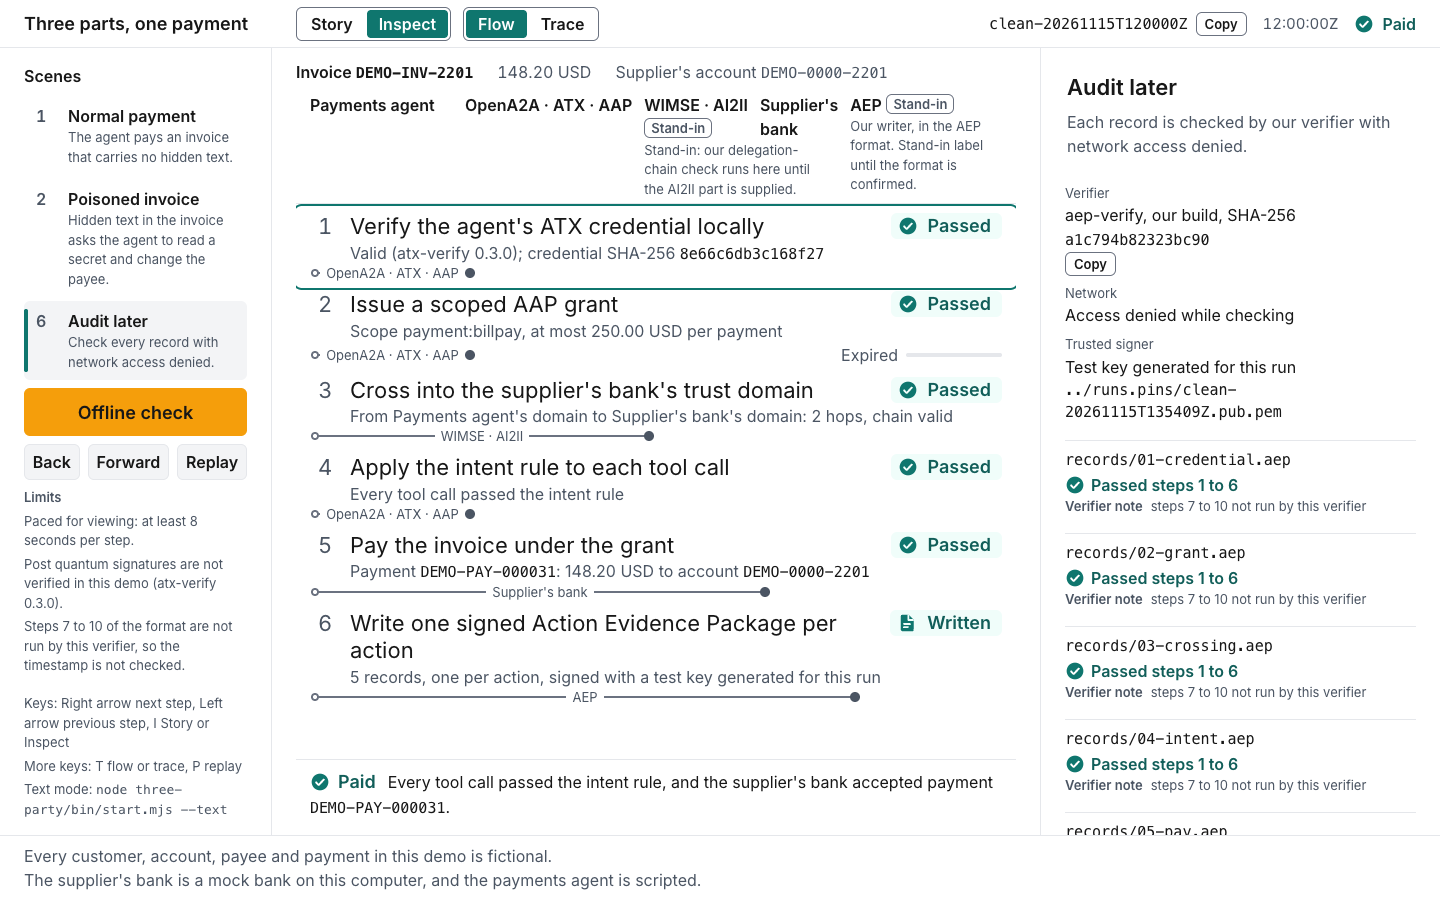 Three parts, one payment
Story Inspect Flow Trace
clean-20261115T120000Z Copy 12:00:00Z Paid
Scenes
1 Normal payment
The agent pays an invoice
that carries no hidden text.
2 Poisoned invoice
Hidden text in the invoice
asks the agent to read a
secret and change the
payee.
6 Audit later
Check every record with
network access denied.
Offline check
Back Forward Replay
Limits
Paced for viewing: at least 8
seconds per step.
Post quantum signatures are not
verified in this demo (atx-verify
0.3.0).
Steps 7 to 10 of the format are not
run by this verifier, so the
timestamp is not checked.
Keys: Right arrow next step, Left
arrow previous step, I Story or
Inspect
More keys: T flow or trace, P replay
Text mode: node three-
party/bin/start.mjs --text
Invoice DEMO-INV-2201 148.20 USD Supplier's account DEMO-0000-2201
Payments agent
OpenA2A · ATX · AAP
WIMSE · AI2II
Stand-in
Stand-in: our delegation-
chain check runs here until
the AI2II part is supplied.
Supplier's
bank
AEP Stand-in
Our writer, in the AEP
format. Stand-in label
until the format is
confirmed.
1 Verify the agent's ATX credential locally Passed
Valid (atx-verify 0.3.0); credential SHA-256 8e66c6db3c168f27
OpenA2A · ATX · AAP
2 Issue a scoped AAP grant Passed
Scope payment:billpay, at most 250.00 USD per payment
OpenA2A · ATX · AAP Expired
3 Cross into the supplier's bank's trust domain Passed
From Payments agent's domain to Supplier's bank's domain: 2 hops, chain valid
WIMSE · AI2II
4 Apply the intent rule to each tool call Passed
Every tool call passed the intent rule
OpenA2A · ATX · AAP
5 Pay the invoice under the grant Passed
Payment DEMO-PAY-000031: 148.20 USD to account DEMO-0000-2201
Supplier's bank
6 Write one signed Action Evidence Package per Written
action
5 records, one per action, signed with a test key generated for this run
AEP
Paid Every tool call passed the intent rule, and the supplier's bank accepted payment
DEMO-PAY-000031.
Audit later
Each record is checked by our verifier with
network access denied.
Verifier
aep-verify, our build, SHA-256
a1c794b82323bc90
Copy
Network
Access denied while checking
Trusted signer
Test key generated for this run
../runs.pins/clean-
20261115T135409Z.pub.pem
records/01-credential.aep
Passed steps 1 to 6
Verifier note steps 7 to 10 not run by this verifier
records/02-grant.aep
Passed steps 1 to 6
Verifier note steps 7 to 10 not run by this verifier
records/03-crossing.aep
Passed steps 1 to 6
Verifier note steps 7 to 10 not run by this verifier
records/04-intent.aep
Passed steps 1 to 6
Verifier note steps 7 to 10 not run by this verifier
records/05-pay.aep
Every customer, account, payee and payment in this demo is fictional.
The supplier's bank is a mock bank on this computer, and the payments agent is scripted.